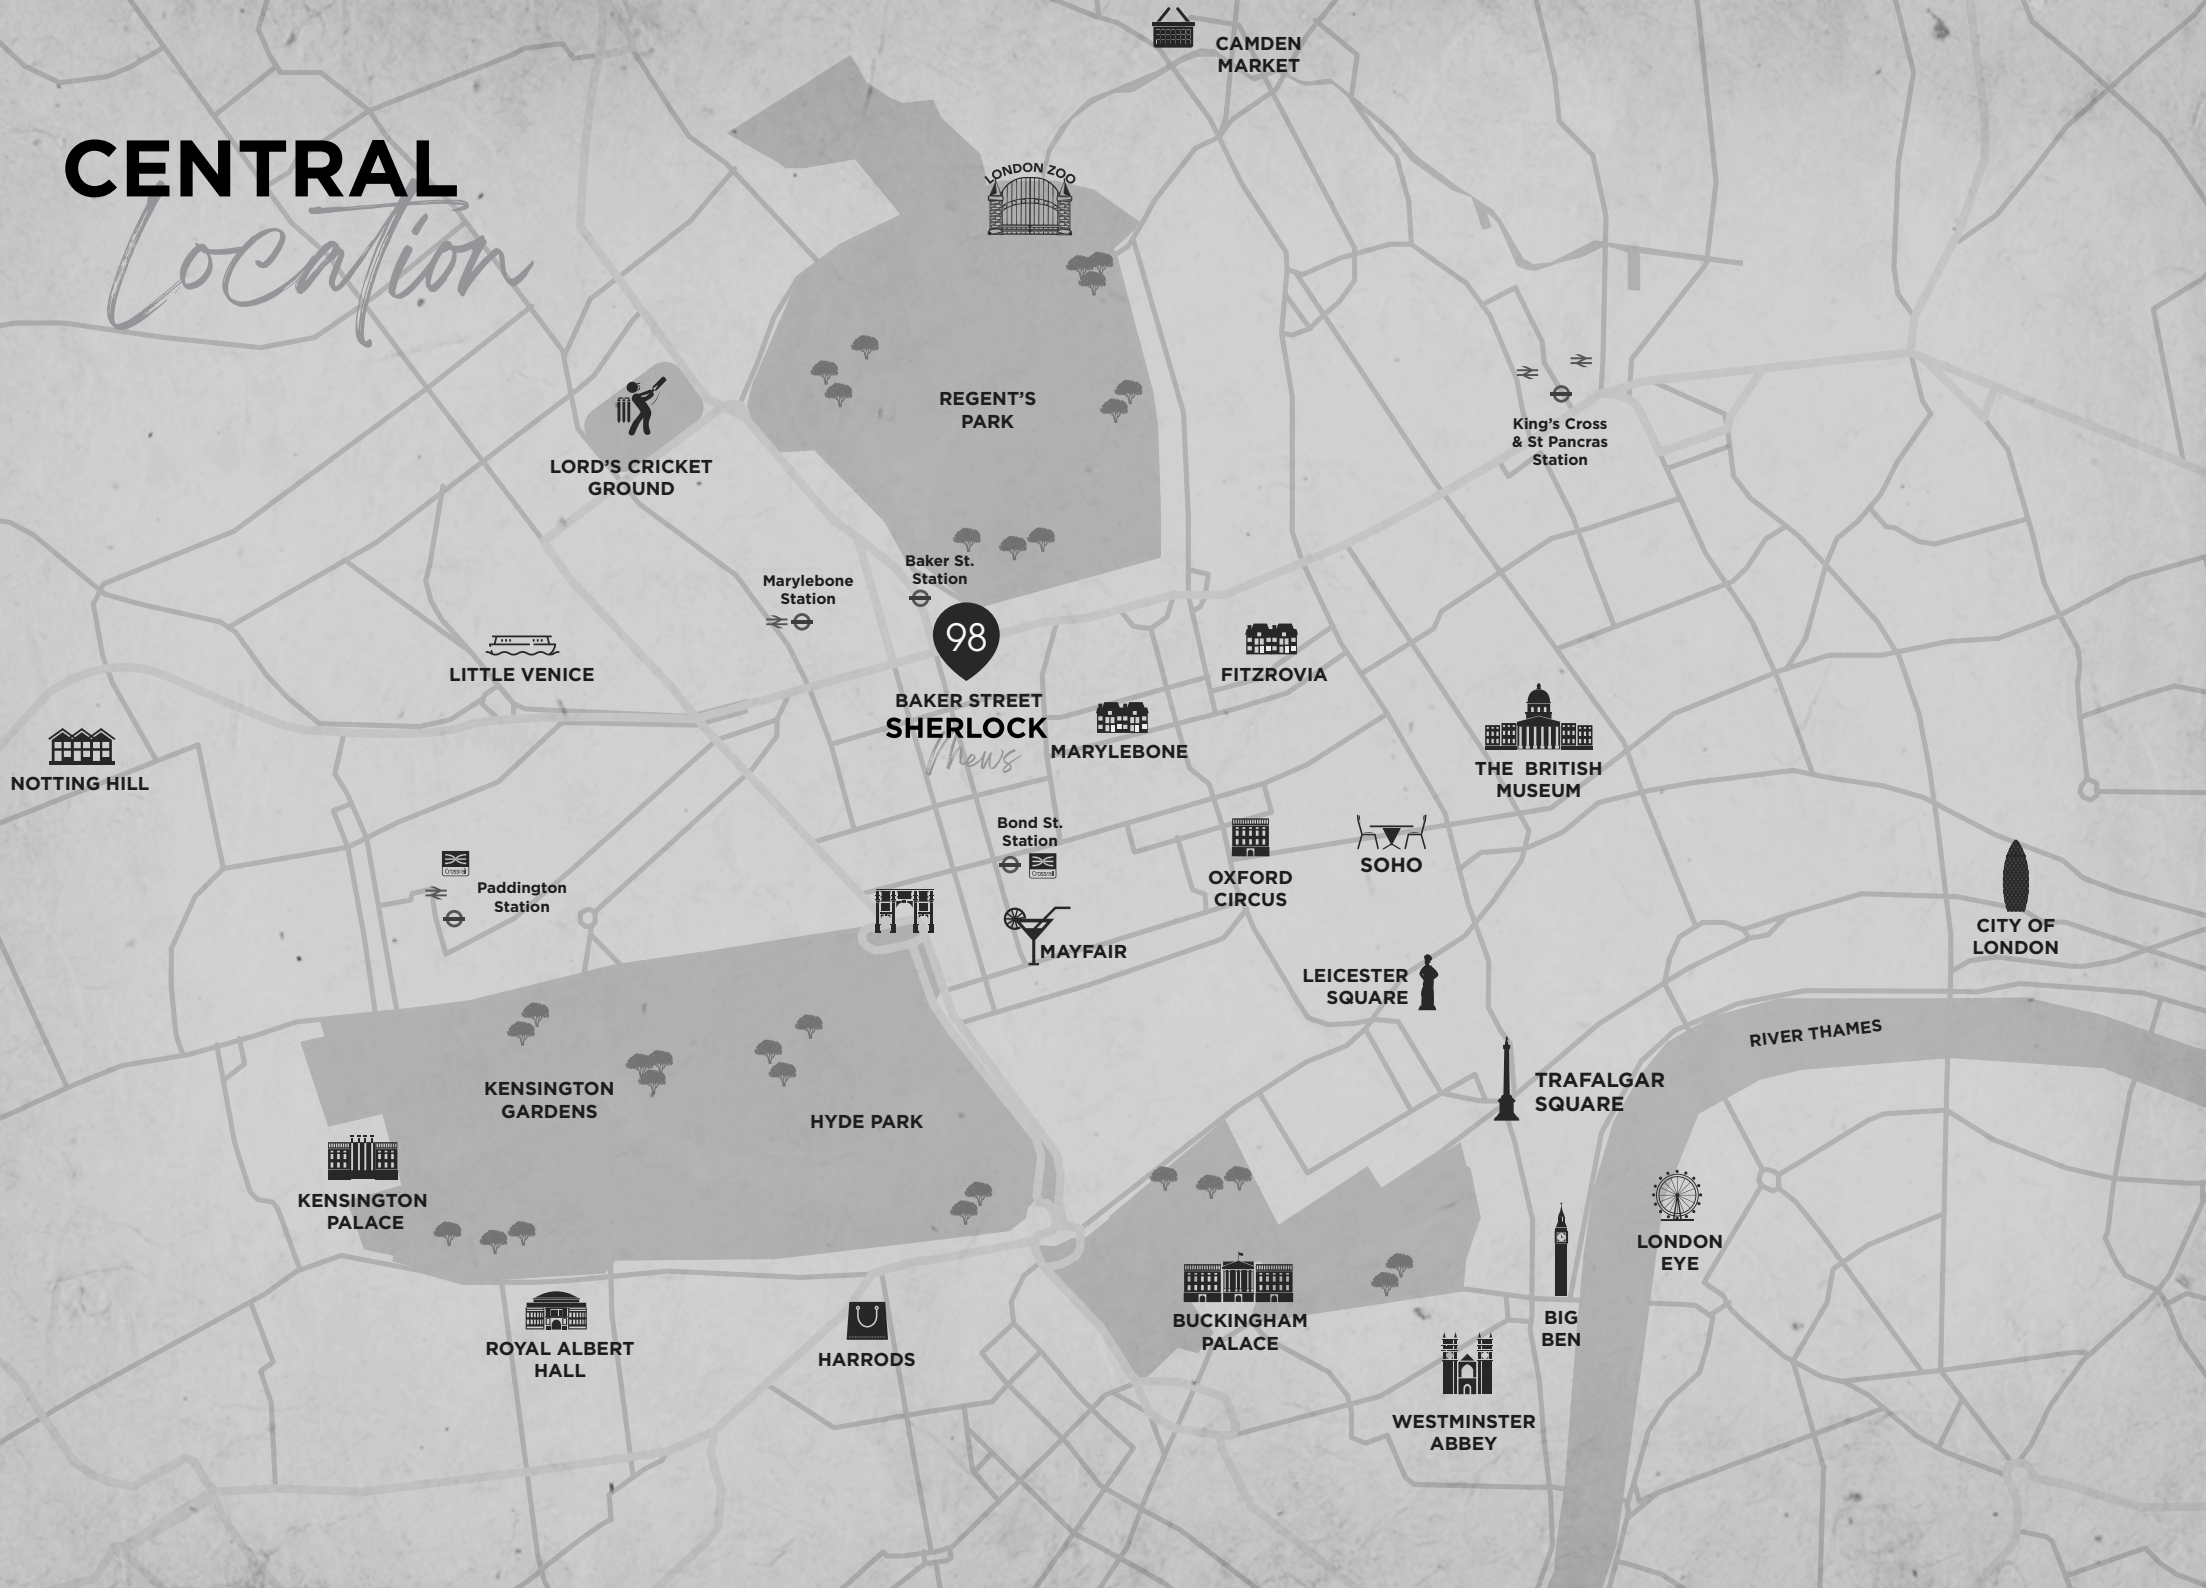 CENTRAL
Location
CAMDEN
MARKET
LONDON ZOO
REGENT'S
PARK
LORD'S CRICKET
GROUND
King's Cross
& St Pancras
Station
Baker St.
Station
Marylebone
Station
98
BAKER STREET
SHERLOCK
Mews
LITTLE VENICE
FITZROVIA
MARYLEBONE
NOTTING HILL
THE BRITISH
MUSEUM
Bond St.
Station
Crossrail
OXFORD
CIRCUS
SOHO
Crossrail
Paddington
Station
CITY OF
LONDON
MAYFAIR
LEICESTER
SQUARE
RIVER THAMES
KENSINGTON
GARDENS
HYDE PARK
TRAFALGAR
SQUARE
KENSINGTON
PALACE
LONDON
EYE
BUCKINGHAM
PALACE
BIG
BEN
ROYAL ALBERT
HALL
HARRODS
WESTMINSTER
ABBEY